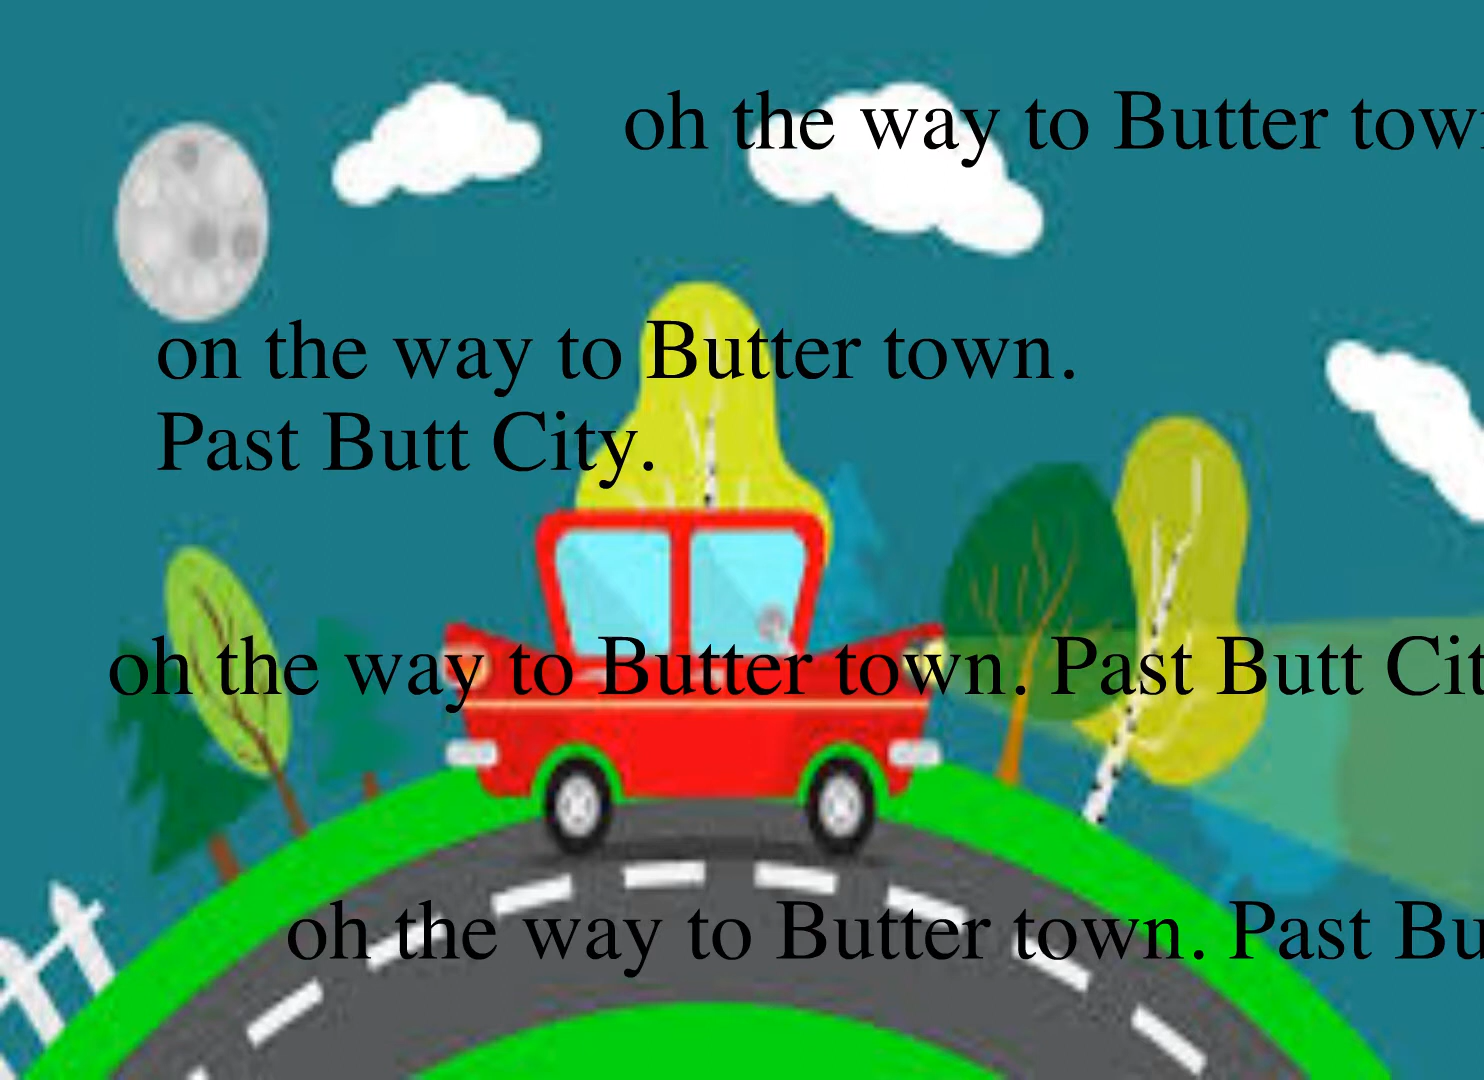 oh the way to Butter tow
on the way to Butter town.
Past Butt City.
oh the way to Butter town. Past Butt Cit
oh the way to Butter town. Past Bu